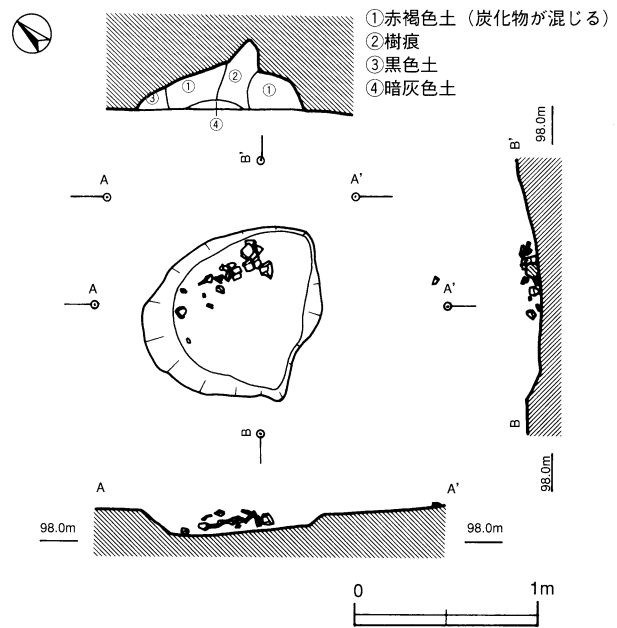 ①赤褐色土（炭化物が混じる）
②樹痕
③黒色土
④暗灰色土
③
①
②
①
④
98.0m
B'
B'
A
A'
A
A'
B
B
98.0m
A
A'
98.0m
98.0m
0
1m